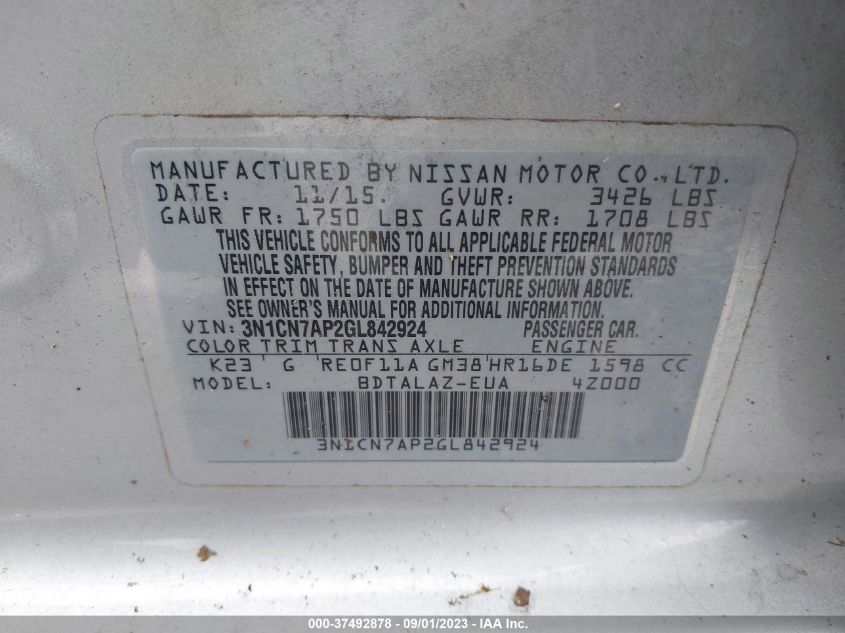 MANUFACTURED BY NISSAN MOTOR CO., LTD.
DATE: 11/15. GVWR: 3426 LBS
GAWR FR: 1750 LBS GAWR RR: 1708 LBS
THIS VEHICLE CONFORMS TO ALL APPLICABLE FEDERAL MOTOR
VEHICLE SAFETY, BUMPER AND THEFT PREVENTION STANDARDS
IN EFFECT ON THE DATE OF MANUFACTURE SHOWN ABOVE.
SEE OWNER'S MANUAL FOR ADDITIONAL INFORMATION.
VIN: 3N1CN7AP2GL842924 PASSENGER CAR.
COLOR TRIM TRANS AXLE ENGINE
K23 ' G 'RE0F11A GM38'HR16DE 1598 CC
MODEL: BDTALAZ-EUA 4Z000
3N1CN7AP2GL842924
000-37492878 - 09/01/2023 - IAA Inc.